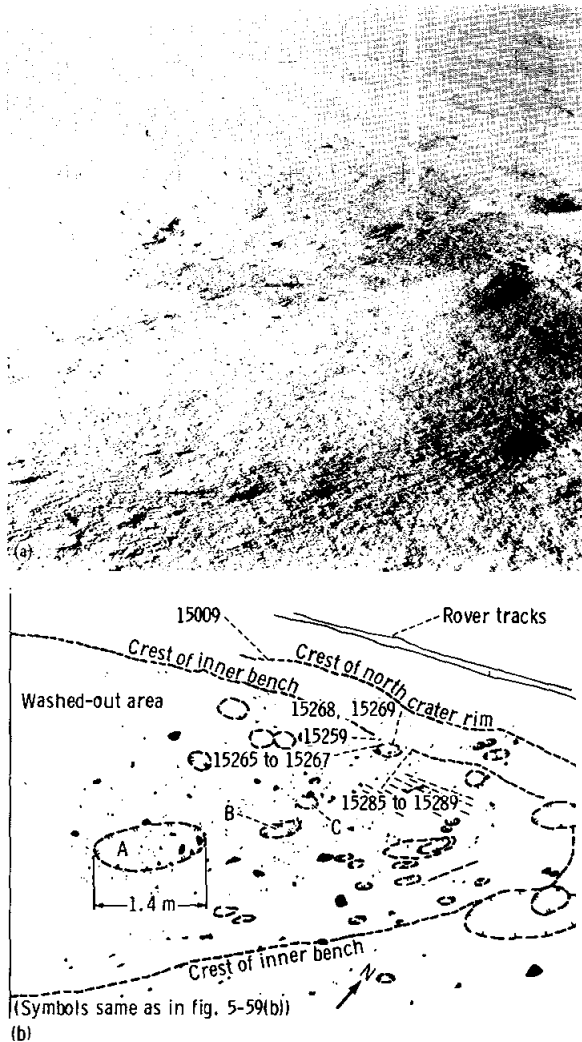 (a)
15009
Rover tracks
Crest of inner bench
Crest of north crater rim
Washed-out area
15268, 15269
15259
15265 to 15267
15285 to 15289
B
C
A
1.4 m
Crest of inner bench
N
(Symbols same as in fig. 5-59(b))
(b)